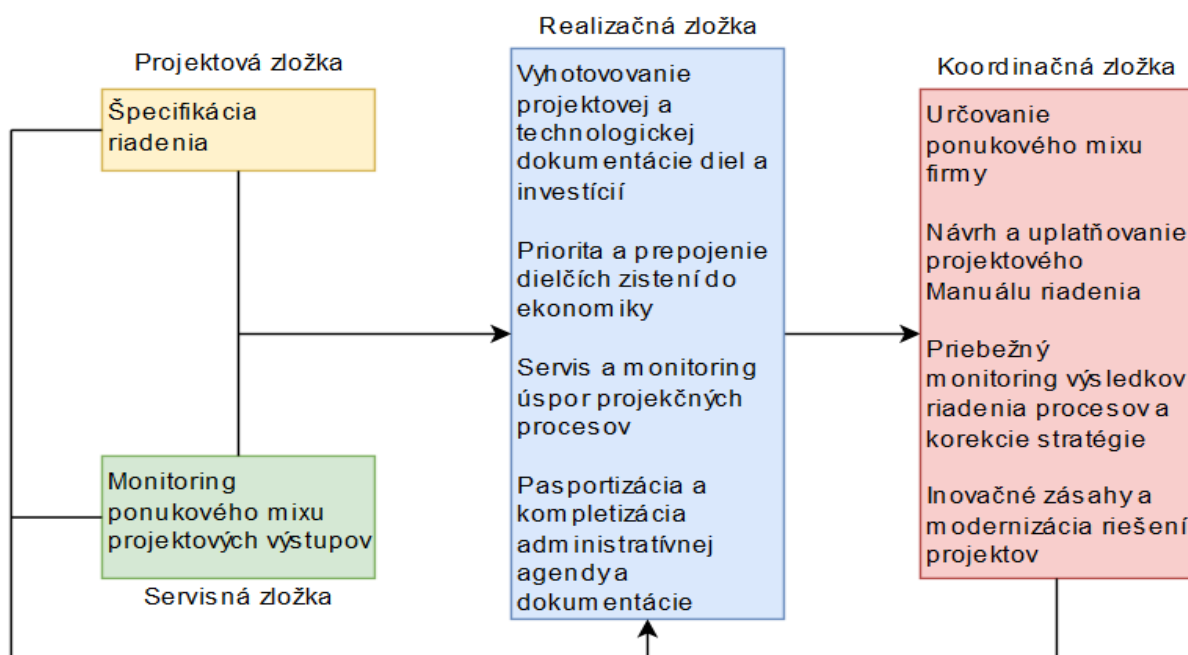 Projektová zložka
Špecifikácia
riadenia
Monitoring
ponukového mixu
projektových výstupov
Servisná zložka
Realizačná zložka
Vyhotovovanie
projektovej a
technologickej
dokumentácie diel a
investícií
Priorita a prepojenie
dielčích zistení do
ekonomiky
Servis a monitoring
úspor projekčných
procesov
Pasportizácia a
kompletizácia
administratívnej
agendy a
dokumentácie
Koordinačná zložka
Určovanie
ponukového mixu
firmy
Návrh a uplatňovanie
projektového
Manuálu riadenia
Priebežný
monitoring výsledkov
riadenia procesov a
korekcie stratégie
Inovačné zásahy a
modernizácia riešení
projektov